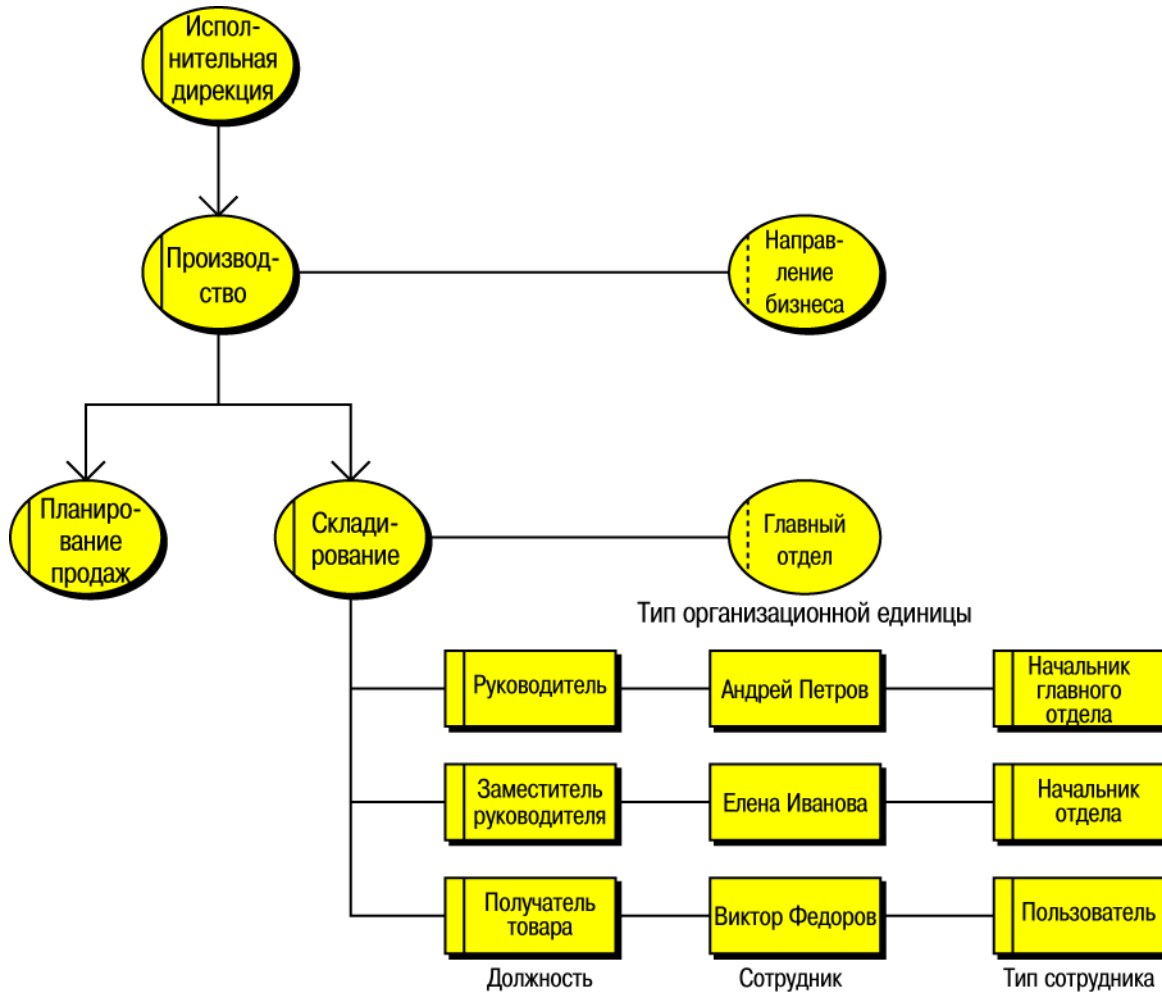 Испол-
нительная
дирекция
Производ-
ство
Направ-
ление
бизнеса
Планиро-
вание
продаж
Склади-
рование
Главный
отдел
Тип организационной единицы
Руководитель
Андрей Петров
Начальник
главного
отдела
Заместитель
руководителя
Елена Иванова
Начальник
отдела
Получатель
товара
Виктор Федоров
Пользователь
Должность
Сотрудник
Тип сотрудника